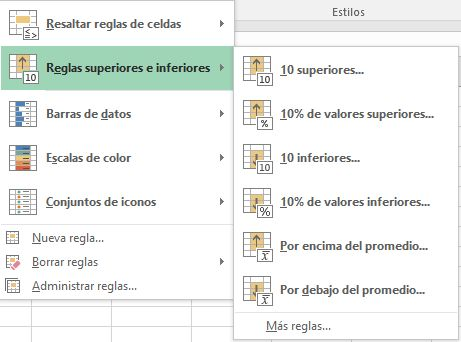 Estilos
Resaltar reglas de celdas
Reglas superiores e inferiores
Barras de datos
Escalas de color
Conjuntos de iconos
Nueva regla...
Borrar reglas
Administrar reglas...
10 superiores...
10% de valores superiores...
10 inferiores...
10% de valores inferiores...
Por encima del promedio...
Por debajo del promedio...
Más reglas...